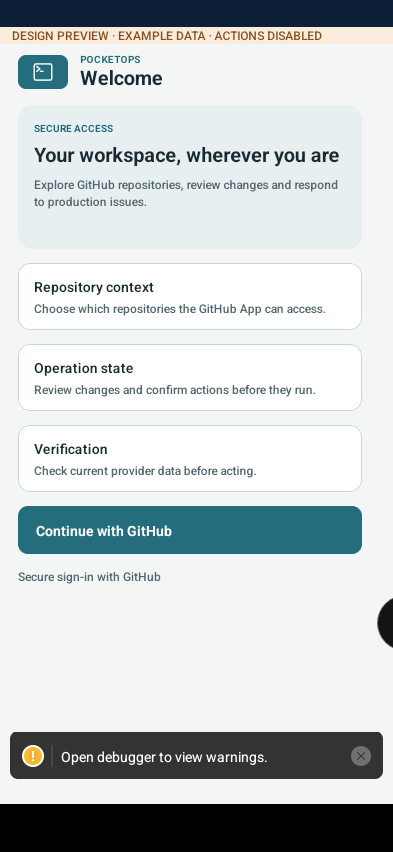 DESIGN PREVIEW · EXAMPLE DATA · ACTIONS DISABLED
POCKETOPS
Welcome
SECURE ACCESS
Your workspace, wherever you are
Explore GitHub repositories, review changes and respond
to production issues.
Repository context
Choose which repositories the GitHub App can access.
Operation state
Review changes and confirm actions before they run.
Verification
Check current provider data before acting.
Continue with GitHub
Secure sign-in with GitHub
Open debugger to view warnings.